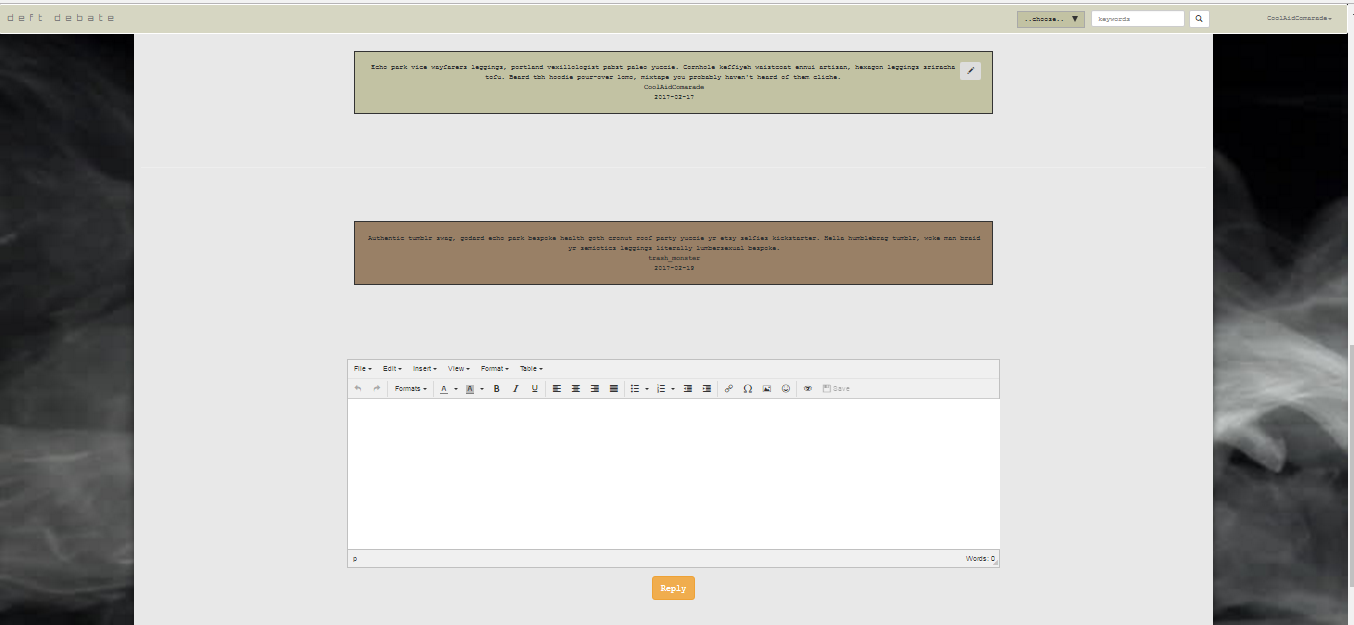 deft debate
..choose.. ▼ keywords CoolAidComarade
Echo park vice wayfarers leggings, portland vexillologist pabst paleo yuccie. Cornhole keffiyeh waistcoat ennui artisan, hexagon leggings sriracha
tofu. Beard tbh hoodie pour-over lomo, mixtape you probably haven't heard of them cliche.
CoolAidComarade
2017-02-17
Authentic tumblr swag, godard echo park bespoke health goth cronut roof party yuccie yr etsy selfies kickstarter. Hella humblebrag tumblr, woke man braid
yr semiotics leggings literally lumbersexual bespoke.
trash_monster
2017-02-18
File Edit Insert View Format Table
Formats A A B I U Ω Save
p Words: 0
Reply